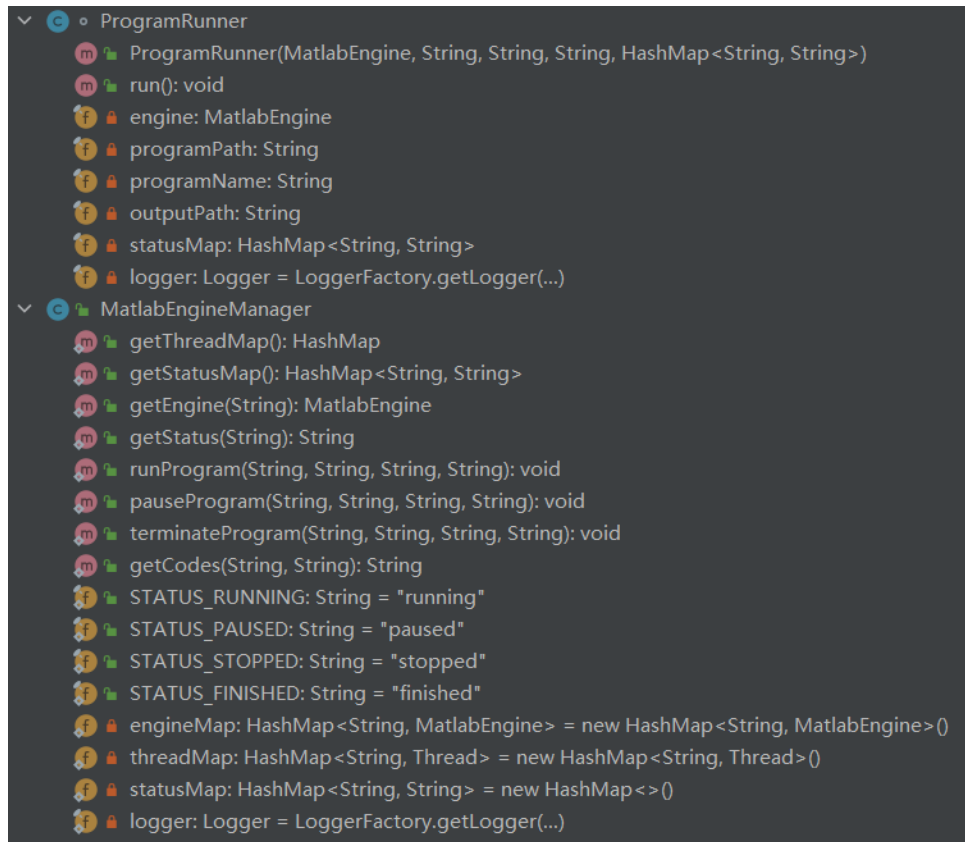 ProgramRunner
ProgramRunner(MatlabEngine, String, String, String, HashMap<String, String>)
run(): void
engine: MatlabEngine
programPath: String
programName: String
outputPath: String
statusMap: HashMap<String, String>
logger: Logger = LoggerFactory.getLogger(...)
MatlabEngineManager
getThreadMap(): HashMap
getStatusMap(): HashMap<String, String>
getEngine(String): MatlabEngine
getStatus(String): String
runProgram(String, String, String, String): void
pauseProgram(String, String, String, String): void
terminateProgram(String, String, String, String): void
getCodes(String, String): String
STATUS_RUNNING: String = "running"
STATUS_PAUSED: String = "paused"
STATUS_STOPPED: String = "stopped"
STATUS_FINISHED: String = "finished"
engineMap: HashMap<String, MatlabEngine> = new HashMap<String, MatlabEngine>()
threadMap: HashMap<String, Thread> = new HashMap<String, Thread>()
statusMap: HashMap<String, String> = new HashMap<>()
logger: Logger = LoggerFactory.getLogger(...)